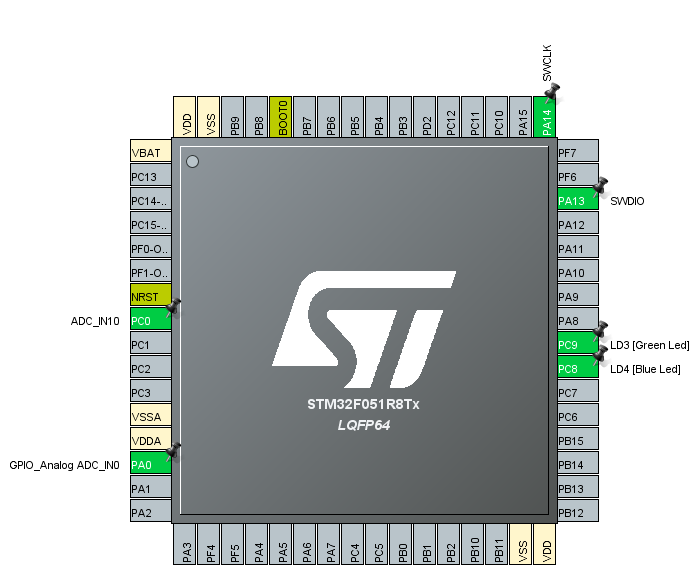 SWCLK
VDD
VSS
PB9
PB8
BOOT0
PB7
PB6
PB5
PB4
PB3
PD2
PC12
PC11
PC10
PA15
PA14
VBAT
PC13
PC14-..
PC15-..
PF0-O..
PF1-O..
NRST
ADC_IN10 PC0
PC1
PC2
PC3
VSSA
VDDA
GPIO_Analog ADC_IN0 PA0
PA1
PA2
ST
STM32F051R8Tx
LQFP64
PF7
PF6
PA13 SWDIO
PA12
PA11
PA10
PA9
PA8
PC9 LD3 [Green Led]
PC8 LD4 [Blue Led]
PC7
PC6
PB15
PB14
PB13
PB12
PA3
PF4
PF5
PA4
PA5
PA6
PA7
PC4
PC5
PB0
PB1
PB2
PB10
PB11
VSS
VDD